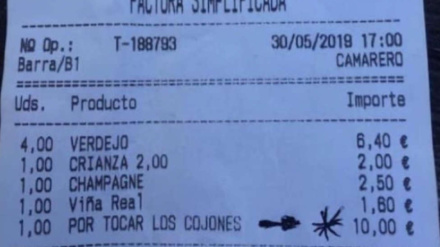 FACTURA SIMPLIFICADA
Nº Op.: T-188793 30/05/2019 17:00
Barra/B1 CAMARERO
Uds. Producto Importe
4,00 VERDEJO 6,40 €
1,00 CRIANZA 2,00 2,00 €
1,00 CHAMPAGNE 2,50 €
1,00 Viña Real 1,60 €
1,00 POR TOCAR LOS COJONES 10,00 €